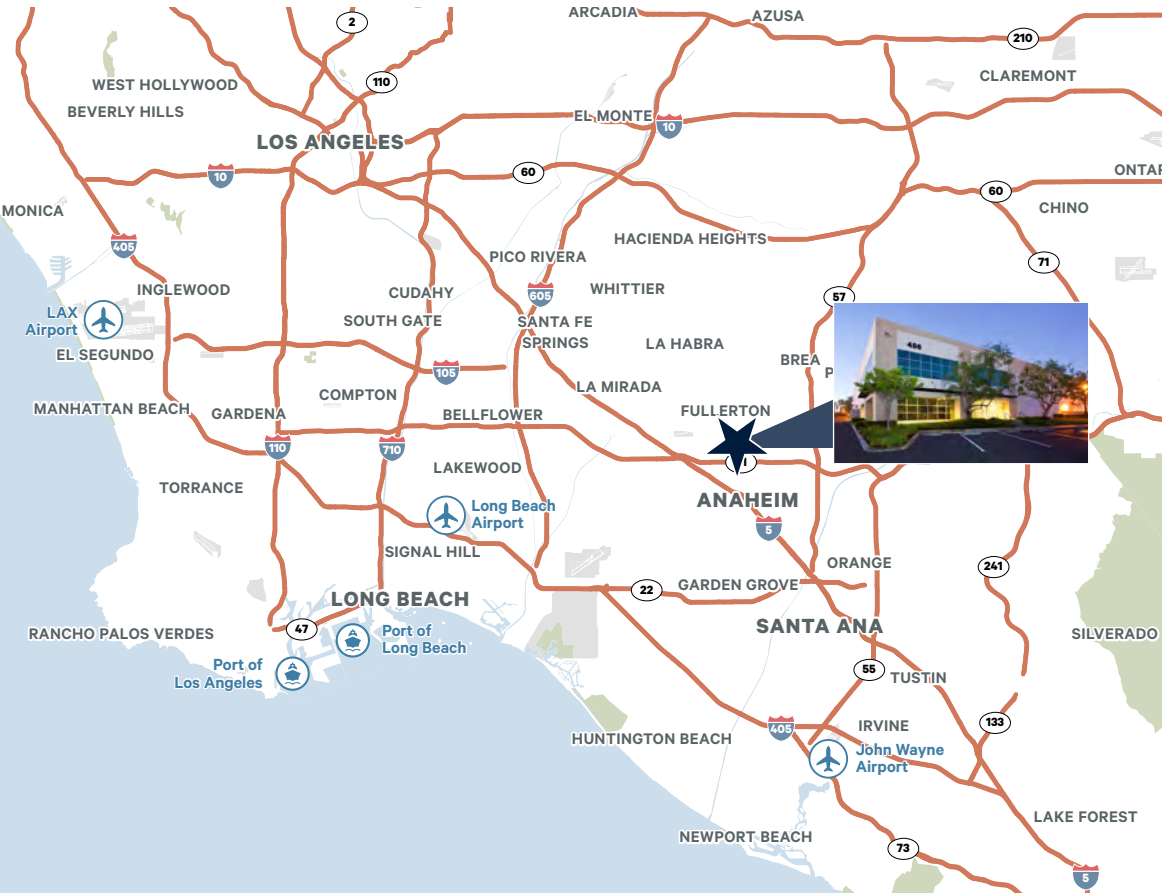 ARCADIA
AZUSA
2
210
CLAREMONT
110
WEST HOLLYWOOD
BEVERLY HILLS
EL MONTE
10
LOS ANGELES
10
60
60
MONICA
CHINO
405
HACIENDA HEIGHTS
PICO RIVERA
71
INGLEWOOD
CUDAHY
605
WHITTIER
57
LAX
Airport
SOUTH GATE
SANTA FE
SPRINGS
LA HABRA
406
EL SEGUNDO
BREA
105
LA MIRADA
COMPTON
MANHATTAN BEACH
GARDENA
BELLFLOWER
FULLERTON
110
710
LAKEWOOD
TORRANCE
ANAHEIM
Long Beach
Airport
5
SIGNAL HILL
ORANGE
241
GARDEN GROVE
22
LONG BEACH
SANTA ANA
47
RANCHO PALOS VERDES
Port of
Long Beach
SILVERADO
Port of
Los Angeles
55
TUSTIN
405
IRVINE
133
HUNTINGTON BEACH
John Wayne
Airport
LAKE FOREST
NEWPORT BEACH
73
5